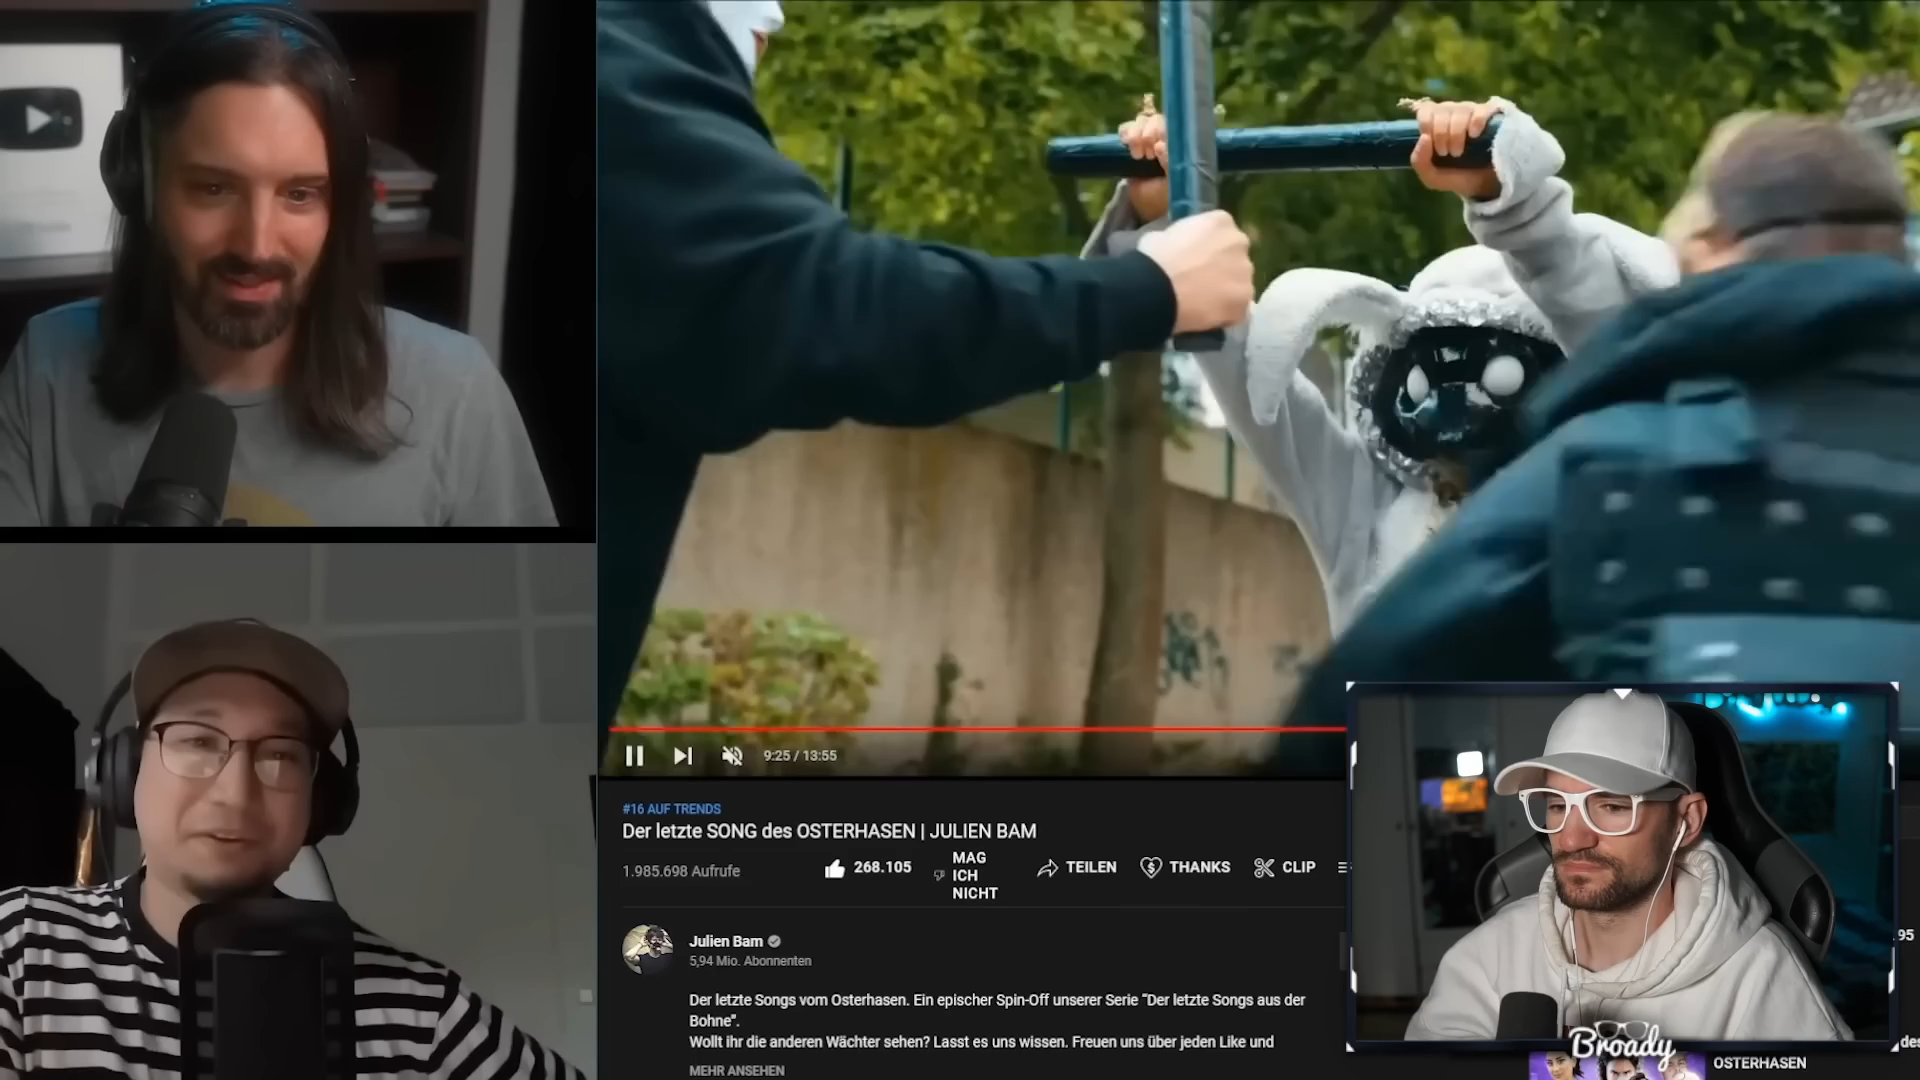 9:25 / 13:55
#16 AUF TRENDS
Der letzte SONG des OSTERHASEN | JULIEN BAM
1.985.698 Aufrufe
268.105
MAG
ICH
NICHT
TEILEN
THANKS
CLIP
Julien Bam
5,94 Mio. Abonnenten
Der letzte Songs vom Osterhasen. Ein epischer Spin-Off unserer Serie "Der letzte Songs aus der
Bohne".
Wollt ihr die anderen Wächter sehen? Lasst es uns wissen. Freuen uns über jeden Like und
MEHR ANSEHEN
Broady
OSTERHASEN